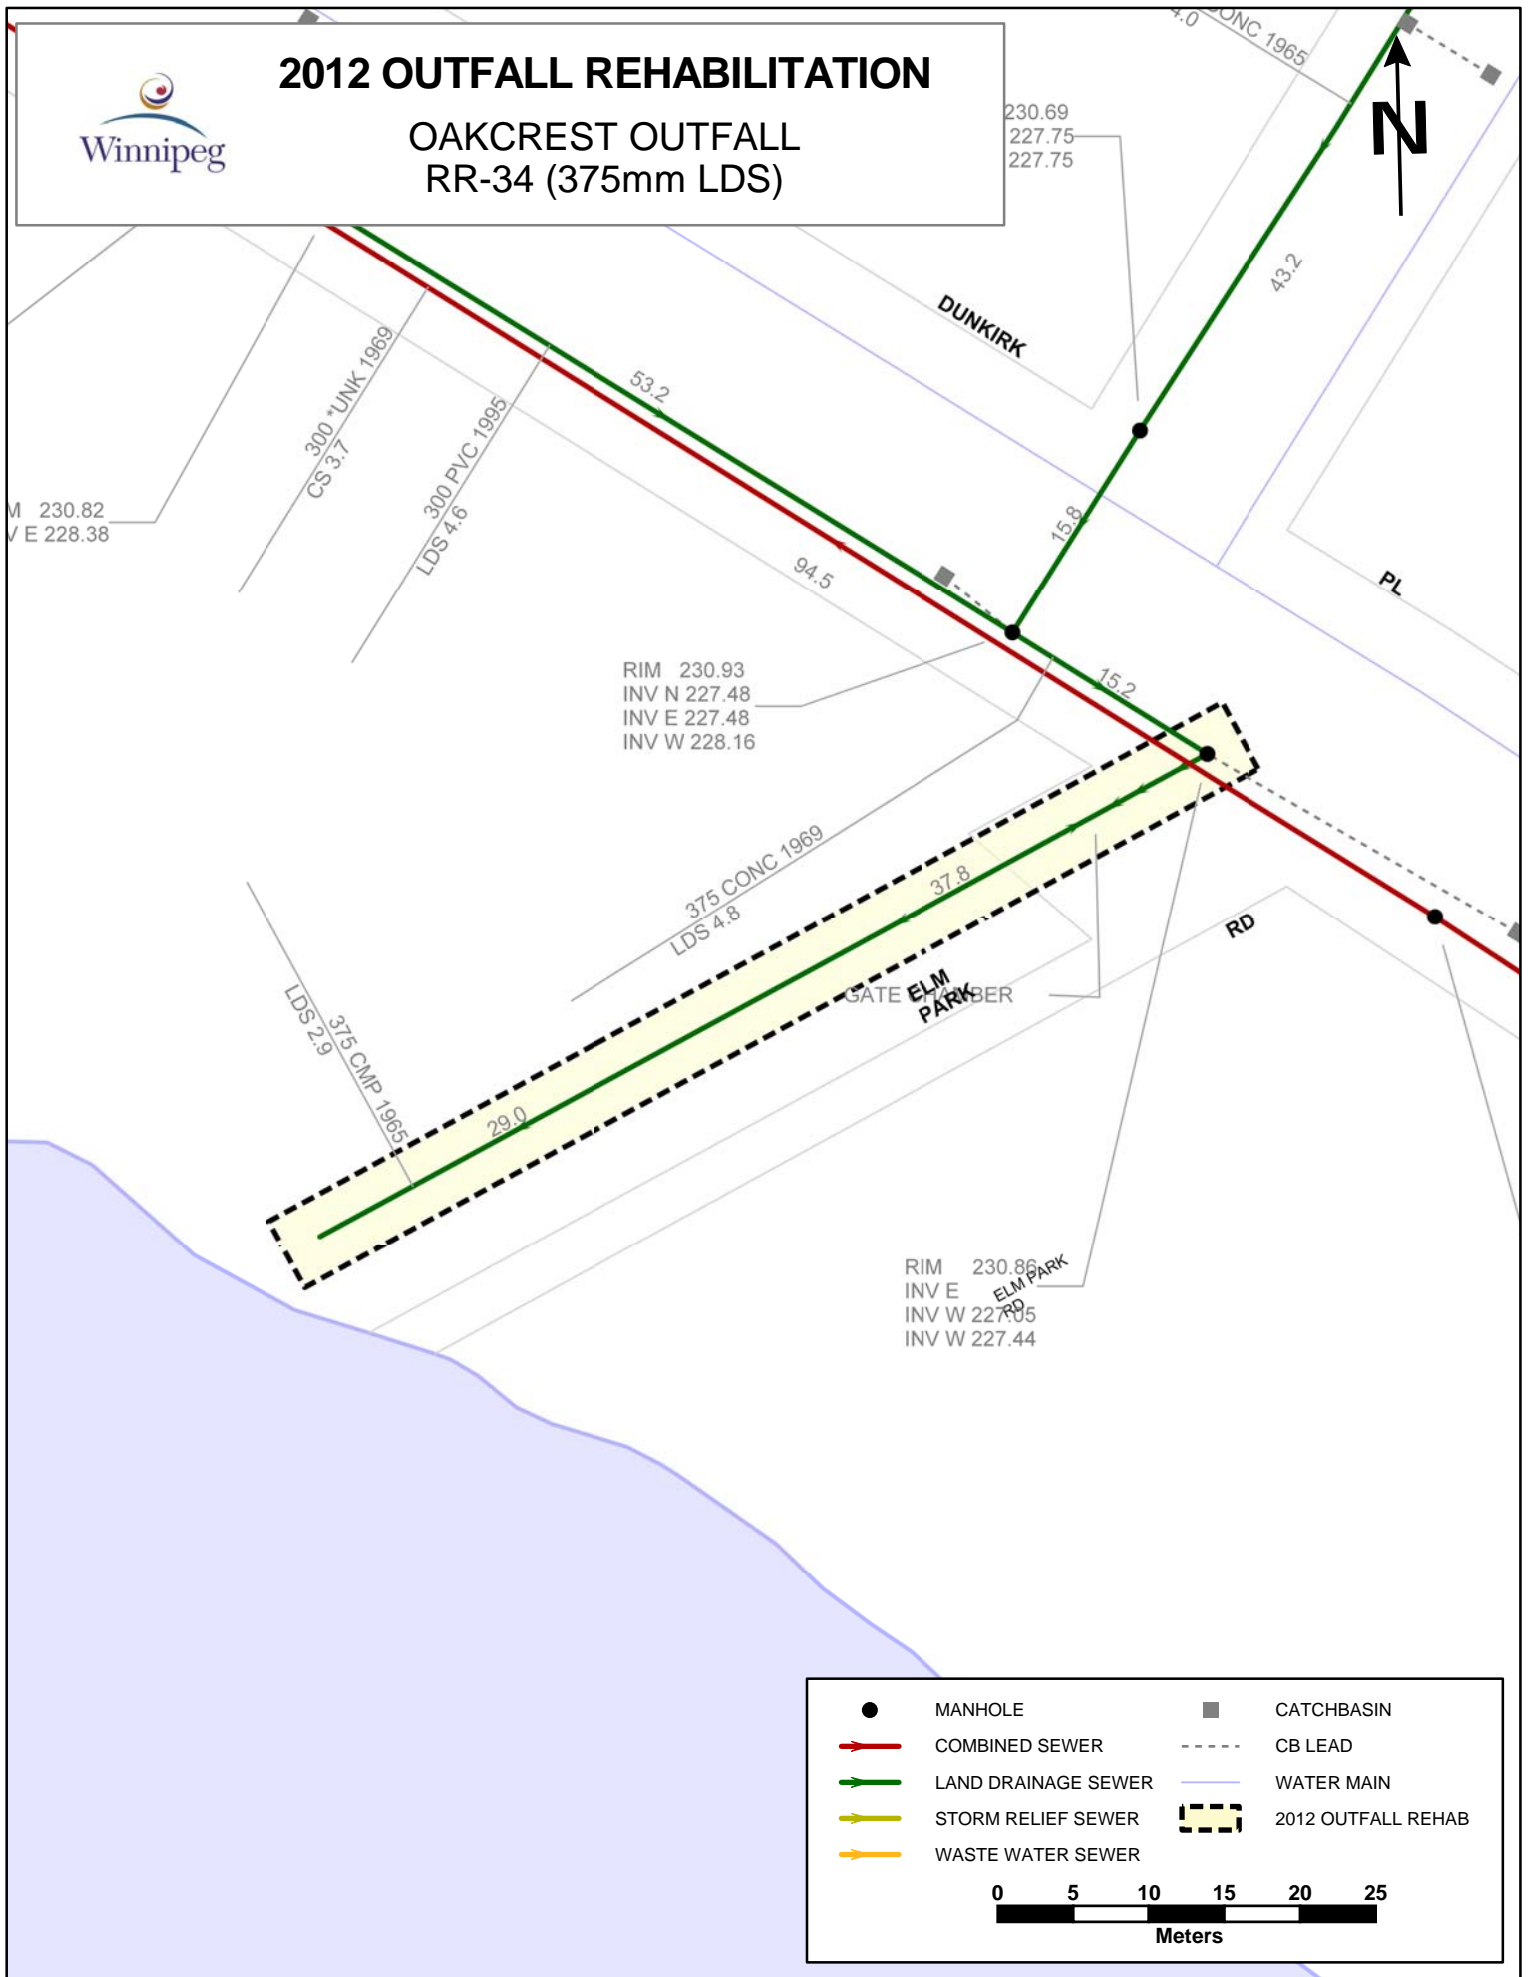 2012 OUTFALL REHABILITATION
OAKCREST OUTFALL
RR-34 (375mm LDS)
Winnipeg
CONC 1965
4.0
230.69
227.75
227.75
N
43.2
DUNKIRK
53.2
300 *UNK 1969
CS 3.7
300 PVC 1995
LDS 4.6
M 230.82
V E 228.38
15.8
94.5
PL
RIM 230.93
INV N 227.48
INV E 227.48
INV W 228.16
15.2
375 CONC 1969
LDS 4.8
37.8
RD
ELM
PARK
GATE CHAMBER
375 CMP 1965
LDS 2.9
29.0
RIM 230.86
INV E
INV W 227.05
INV W 227.44
ELM PARK
RD
MANHOLE
CATCHBASIN
COMBINED SEWER
CB LEAD
LAND DRAINAGE SEWER
WATER MAIN
STORM RELIEF SEWER
2012 OUTFALL REHAB
WASTE WATER SEWER
0 5 10 15 20 25
Meters